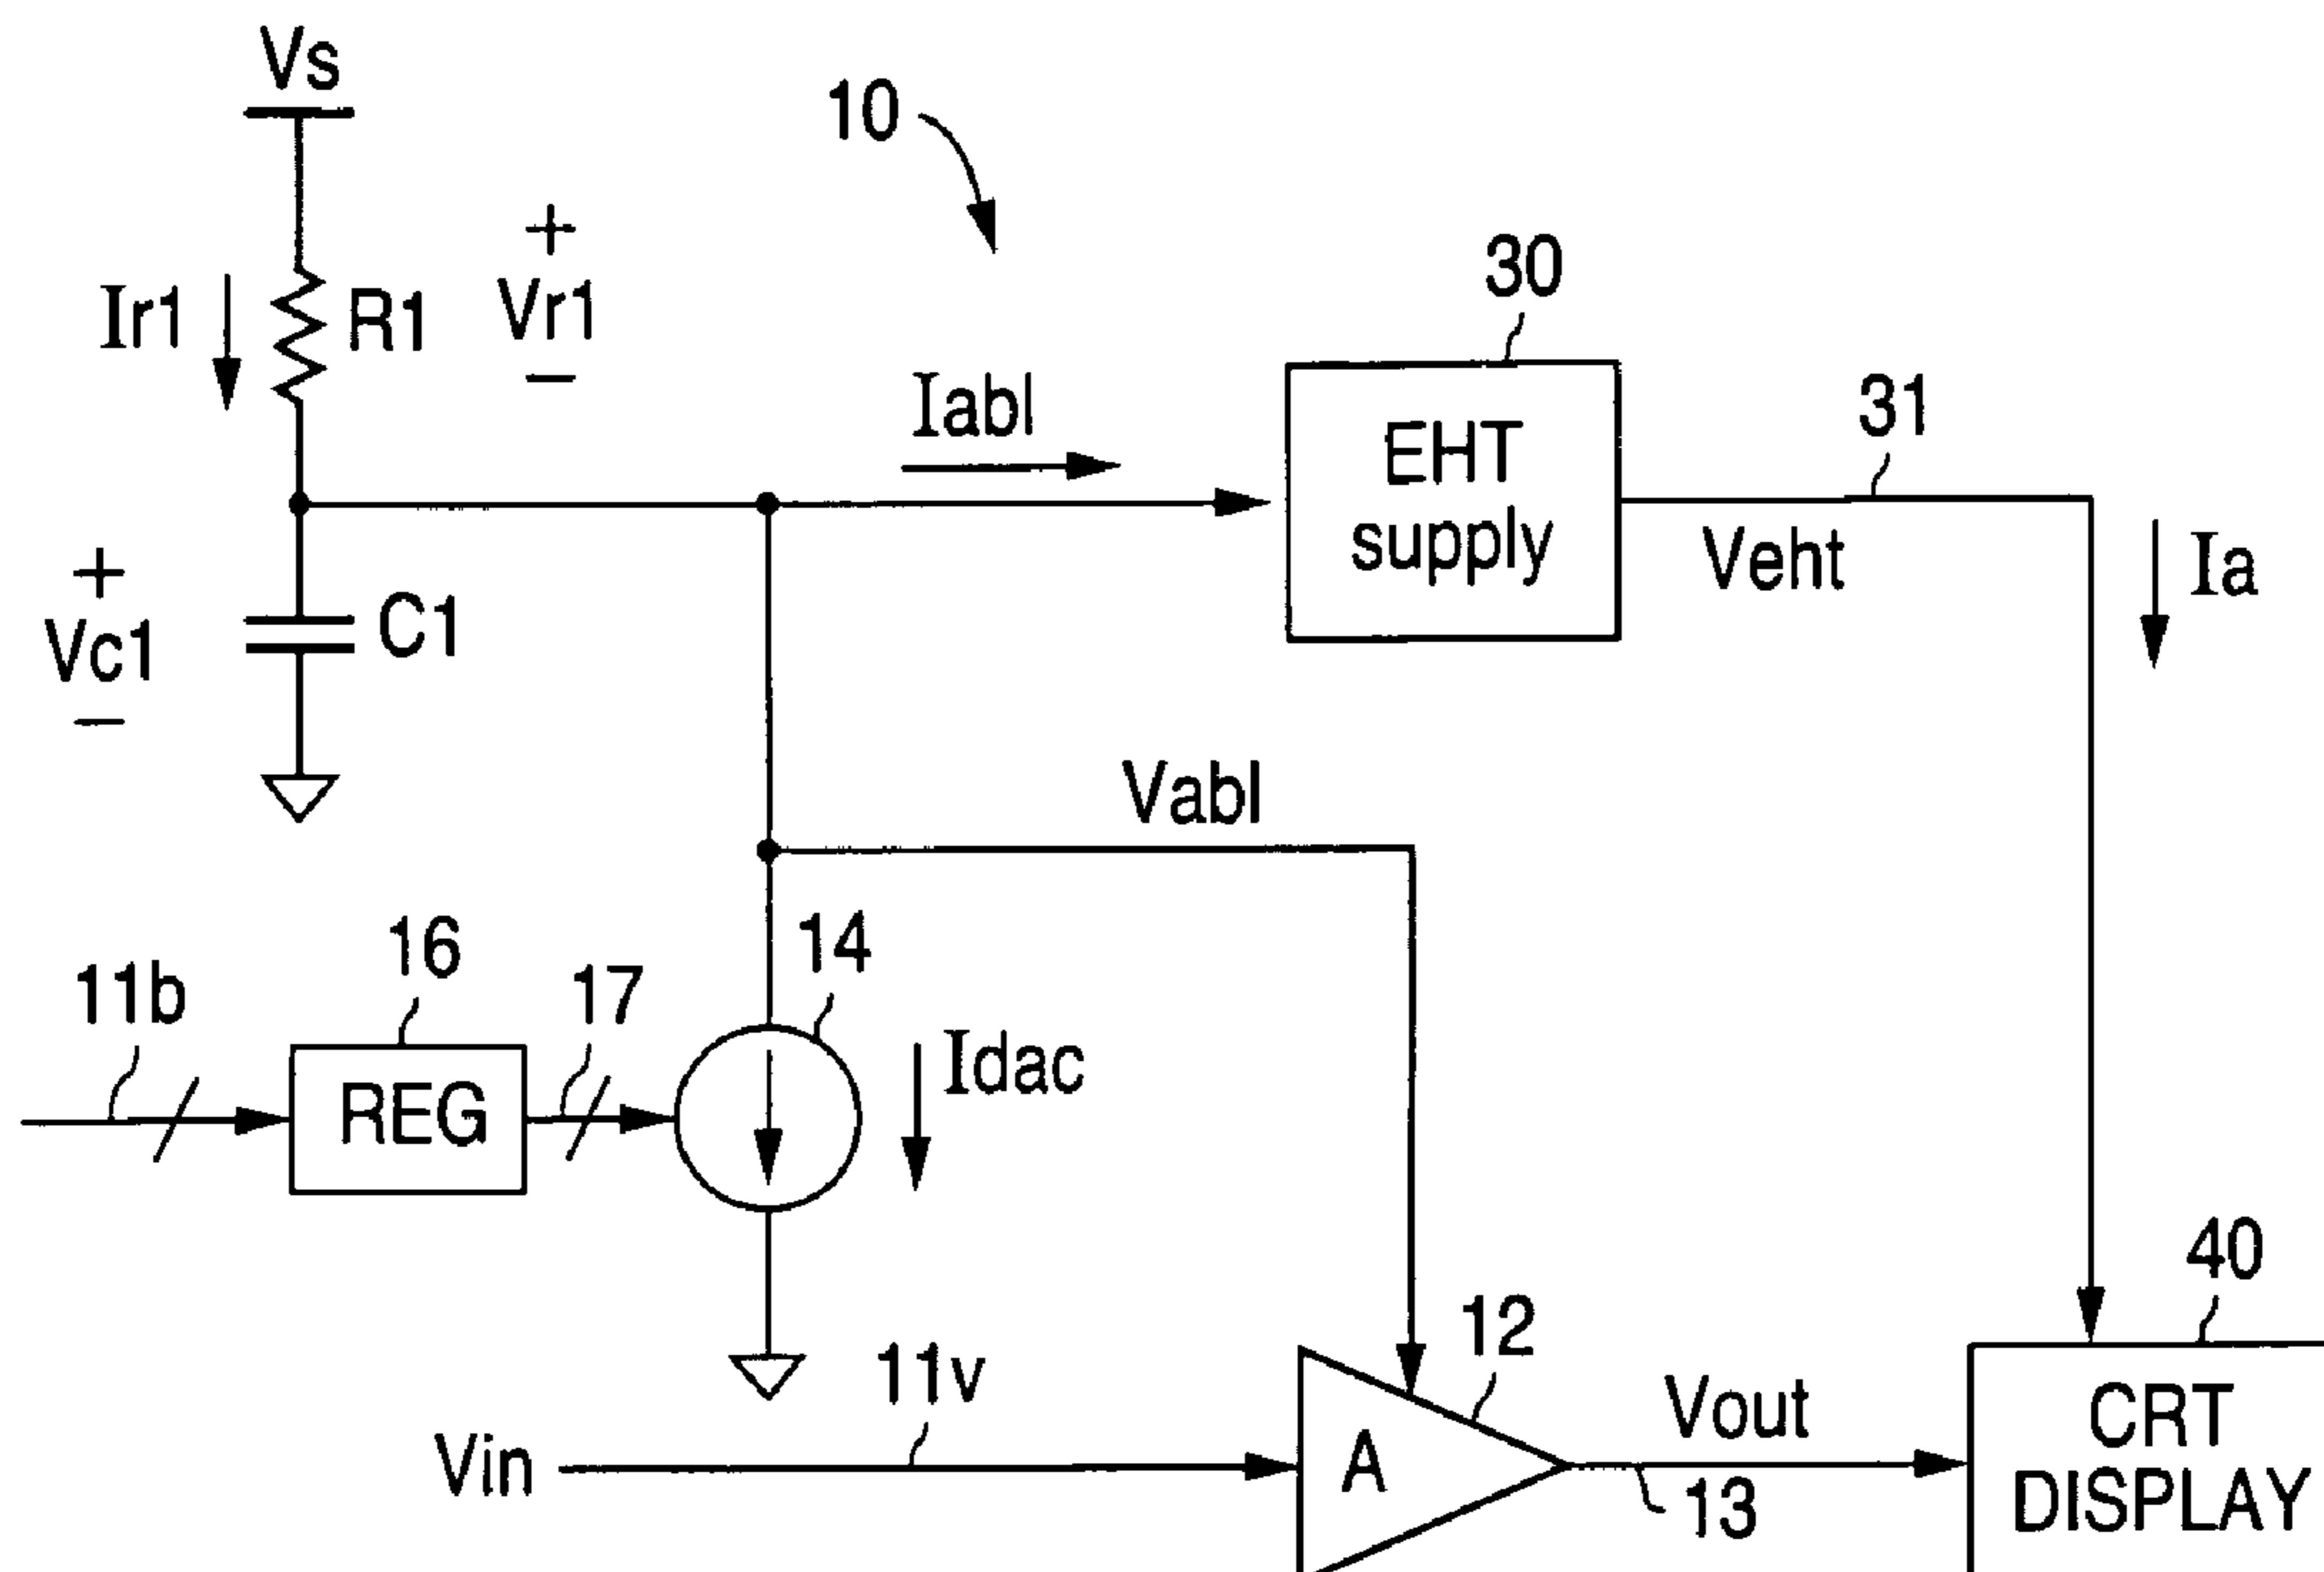 Vs
10
Ir1
R1
+
Vr1
−
30
Iabl
31
EHT
supply
Veht
Ia
+
Vc1
−
C1
Vabl
16
14
11b
17
REG
Idac
40
12
11v
Vin
A
Vout
13
CRT
DISPLAY